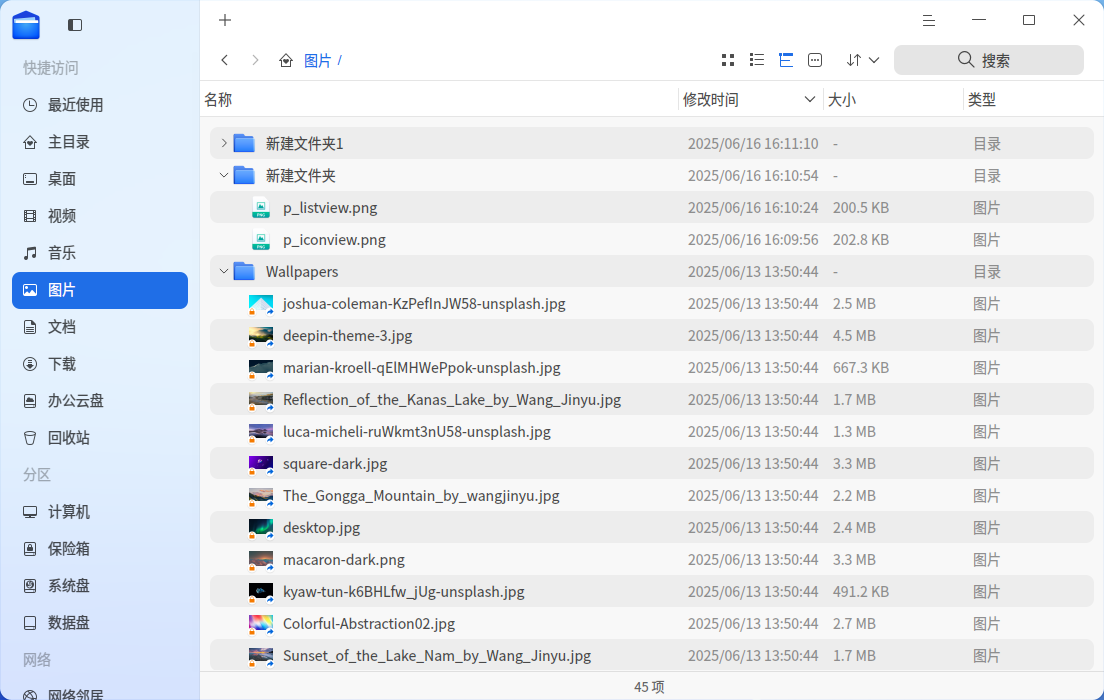 快捷访问
最近使用
主目录
桌面
视频
音乐
图片
文档
下载
办公云盘
回收站
分区
计算机
保险箱
系统盘
数据盘
网络
网络邻居
图片 /
搜索
名称 修改时间 大小 类型
新建文件夹1 2025/06/16 16:11:10 - 目录
新建文件夹 2025/06/16 16:10:54 - 目录
p_listview.png 2025/06/16 16:10:24 200.5 KB 图片
p_iconview.png 2025/06/16 16:09:56 202.8 KB 图片
Wallpapers 2025/06/13 13:50:44 - 目录
joshua-coleman-KzPefInJW58-unsplash.jpg 2025/06/13 13:50:44 2.5 MB 图片
deepin-theme-3.jpg 2025/06/13 13:50:44 4.5 MB 图片
marian-kroell-qElMHWePpok-unsplash.jpg 2025/06/13 13:50:44 667.3 KB 图片
Reflection_of_the_Kanas_Lake_by_Wang_Jinyu.jpg 2025/06/13 13:50:44 1.7 MB 图片
luca-micheli-ruWkmt3nU58-unsplash.jpg 2025/06/13 13:50:44 1.3 MB 图片
square-dark.jpg 2025/06/13 13:50:44 3.3 MB 图片
The_Gongga_Mountain_by_wangjinyu.jpg 2025/06/13 13:50:44 2.2 MB 图片
desktop.jpg 2025/06/13 13:50:44 2.4 MB 图片
macaron-dark.png 2025/06/13 13:50:44 3.3 MB 图片
kyaw-tun-k6BHLfw_jUg-unsplash.jpg 2025/06/13 13:50:44 491.2 KB 图片
Colorful-Abstraction02.jpg 2025/06/13 13:50:44 2.7 MB 图片
Sunset_of_the_Lake_Nam_by_Wang_Jinyu.jpg 2025/06/13 13:50:44 1.7 MB 图片
45 项